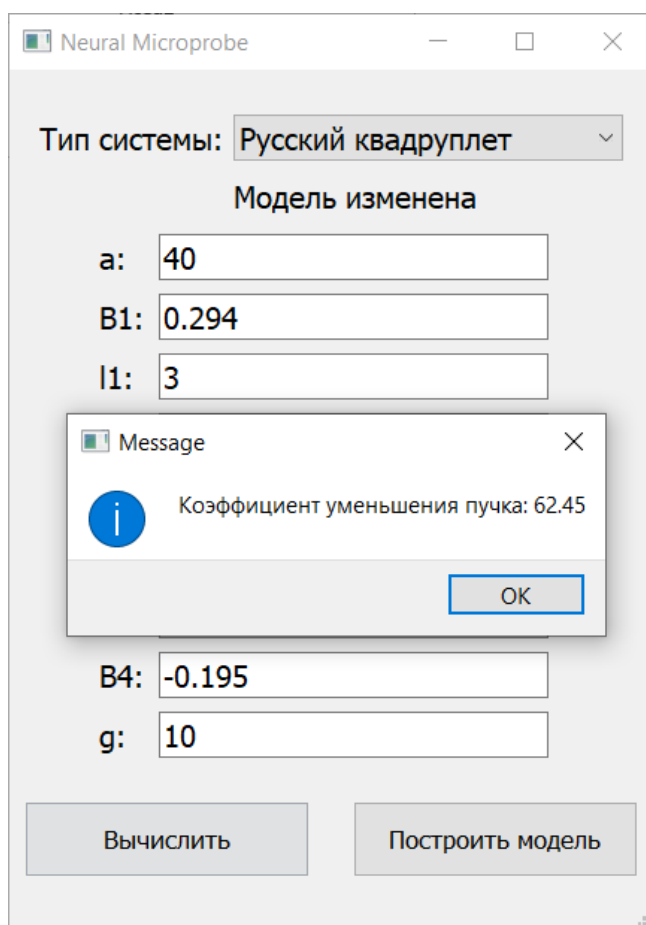 Neural Microprobe
Тип системы: Русский квадруплет
Модель изменена
a: 40
B1: 0.294
l1: 3
Message
Коэффициент уменьшения пучка: 62.45
OK
B4: -0.195
g: 10
Вычислить Построить модель